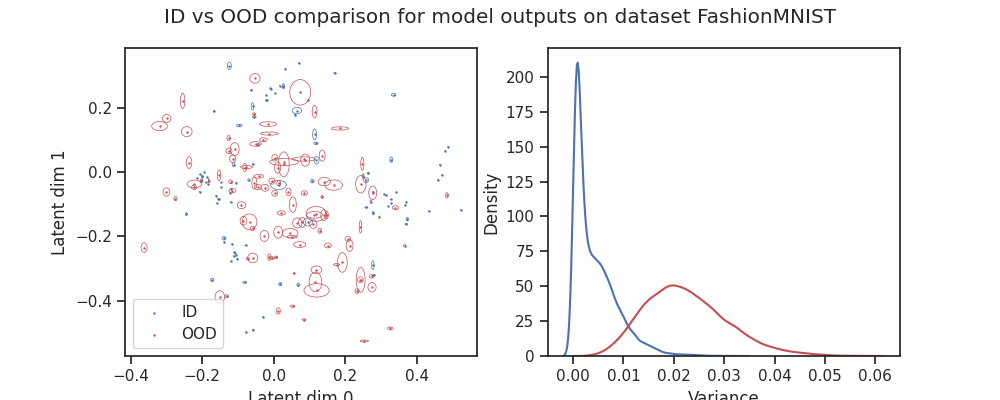 ID vs OOD comparison for model outputs on dataset FashionMNIST
Latent dim 1
0.2
0.0
−0.2
−0.4
ID
OOD
−0.4 −0.2 0.0 0.2 0.4
Latent dim 0
Density
200
175
150
125
100
75
50
25
0
0.00 0.01 0.02 0.03 0.04 0.05 0.06
Variance